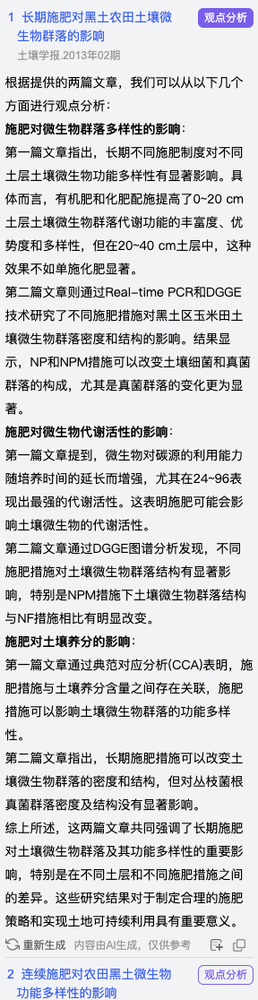 1 长期施肥对黑土农田土壤微
生物群落的影响
观点分析
土壤学报.2013年02期
根据提供的两篇文章，我们可以从以下几个
方面进行观点分析：
施肥对微生物群落多样性的影响：
第一篇文章指出，长期不同施肥制度对不同
土层土壤微生物功能多样性有显著影响。具
体而言，有机肥和化肥配施提高了0~20 cm
土层土壤微生物群落代谢功能的丰富度、优
势度和多样性，但在20~40 cm土层中，这种
效果不如单施化肥显著。
第二篇文章则通过Real-time PCR和DGGE
技术研究了不同施肥措施对黑土区玉米田土
壤微生物群落密度和结构的影响。结果显
示，NP和NPM措施可以改变土壤细菌和真菌
群落的构成，尤其是真菌群落的变化更为显
著。
施肥对微生物代谢活性的影响：
第一篇文章提到，微生物对碳源的利用能力
随培养时间的延长而增强，尤其在24~96表
现出最强的代谢活性。这表明施肥可能会影
响土壤微生物的代谢活性。
第二篇文章通过DGGE图谱分析发现，不同
施肥措施对土壤微生物群落结构有显著影
响，特别是NPM措施下土壤微生物群落结构
与NF措施相比有明显改变。
施肥对土壤养分的影响：
第一篇文章通过典范对应分析(CCA)表明，施
肥措施与土壤养分含量之间存在关联，施肥
措施可以影响土壤微生物群落的功能多样
性。
第二篇文章指出，长期施肥措施可以改变土
壤微生物群落的密度和结构，但对丛枝菌根
真菌群落密度及结构没有显著影响。
综上所述，这两篇文章共同强调了长期施肥
对土壤微生物群落及其功能多样性的重要影
响，特别是在不同土层和不同施肥措施之间
的差异。这些研究结果对于制定合理的施肥
策略和实现土地可持续利用具有重要意义。
重新生成 内容由AI生成，仅供参考
2 连续施肥对农田黑土微生物
功能多样性的影响
观点分析